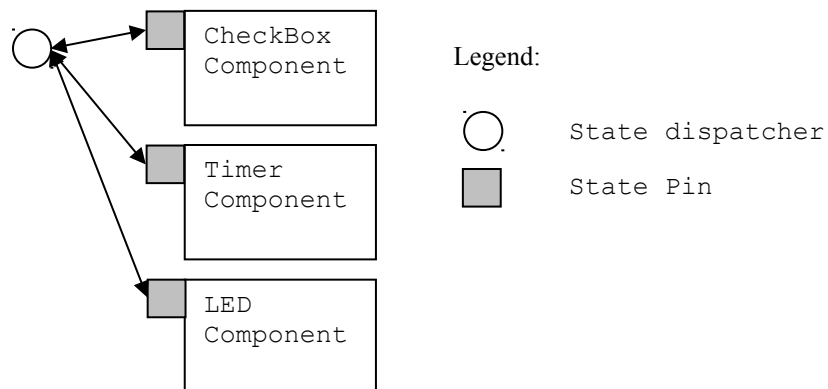 CheckBox
Component
Timer
Component
LED
Component
Legend:
State dispatcher
State Pin